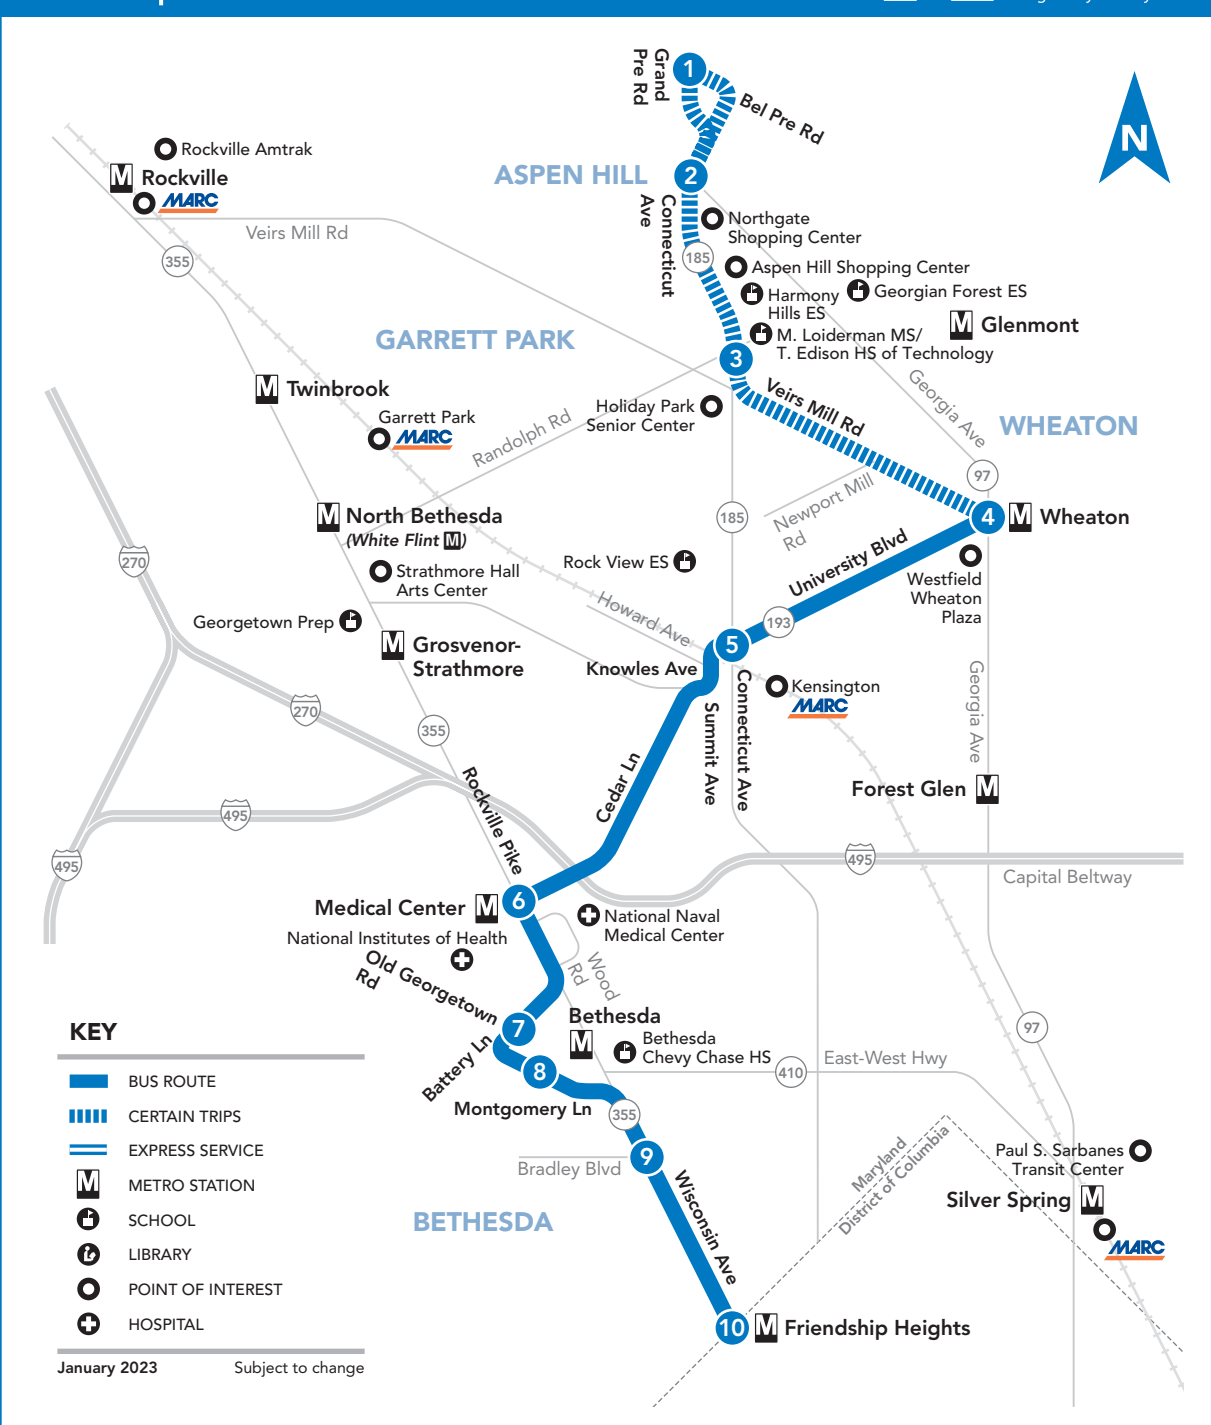 1
Grand
Pre Rd
Bel Pre Rd
N
Rockville Amtrak
M Rockville
MARC
ASPEN HILL
2
Connecticut
Ave
Northgate
Shopping Center
Veirs Mill Rd
355
185
Aspen Hill Shopping Center
Harmony
Hills ES
Georgian Forest ES
M Glenmont
GARRETT PARK
M. Loiderman MS/
T. Edison HS of Technology
3
M Twinbrook
Veirs Mill Rd
Georgia Ave
Garrett Park
MARC
Holiday Park
Senior Center
Randolph Rd
WHEATON
97
185
Newport Mill
Rd
4
M Wheaton
M North Bethesda
(White Flint M)
University Blvd
270
Rock View ES
Strathmore Hall
Arts Center
Westfield
Wheaton
Plaza
Howard Ave
193
Georgetown Prep
M Grosvenor-
Strathmore
5
Knowles Ave
Connecticut Ave
Summit Ave
Kensington
MARC
Georgia Ave
270
355
Cedar Ln
Rockville Pike
Forest Glen M
495
495
495
Capital Beltway
6
Medical Center M
National Naval
Medical Center
National Institutes of Health
Old Georgetown
Rd
Wood
Rd
7
Bethesda
M
Battery Ln
Bethesda
Chevy Chase HS
97
8
410
East-West Hwy
Montgomery Ln
355
9
Bradley Blvd
Wisconsin Ave
Maryland
District of Columbia
Paul S. Sarbanes
Transit Center
Silver Spring M
MARC
BETHESDA
10
M Friendship Heights
KEY
BUS ROUTE
CERTAIN TRIPS
EXPRESS SERVICE
M METRO STATION
SCHOOL
LIBRARY
POINT OF INTEREST
HOSPITAL
January 2023 Subject to change